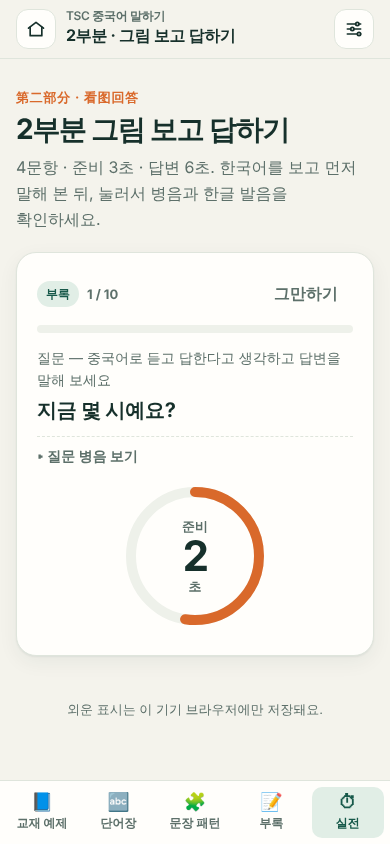 TSC 중국어 말하기
2부분 · 그림 보고 답하기
第二部分 · 看图回答
2부분 그림 보고 답하기
4문항 · 준비 3초 · 답변 6초. 한국어를 보고 먼저
말해 본 뒤, 눌러서 병음과 한글 발음을
확인하세요.
부록 1 / 10 그만하기
질문 — 중국어로 듣고 답한다고 생각하고 답변을
말해 보세요
지금 몇 시예요?
질문 병음 보기
준비
2
초
외운 표시는 이 기기 브라우저에만 저장돼요.
교재 예제 단어장 문장 패턴 부록 실전